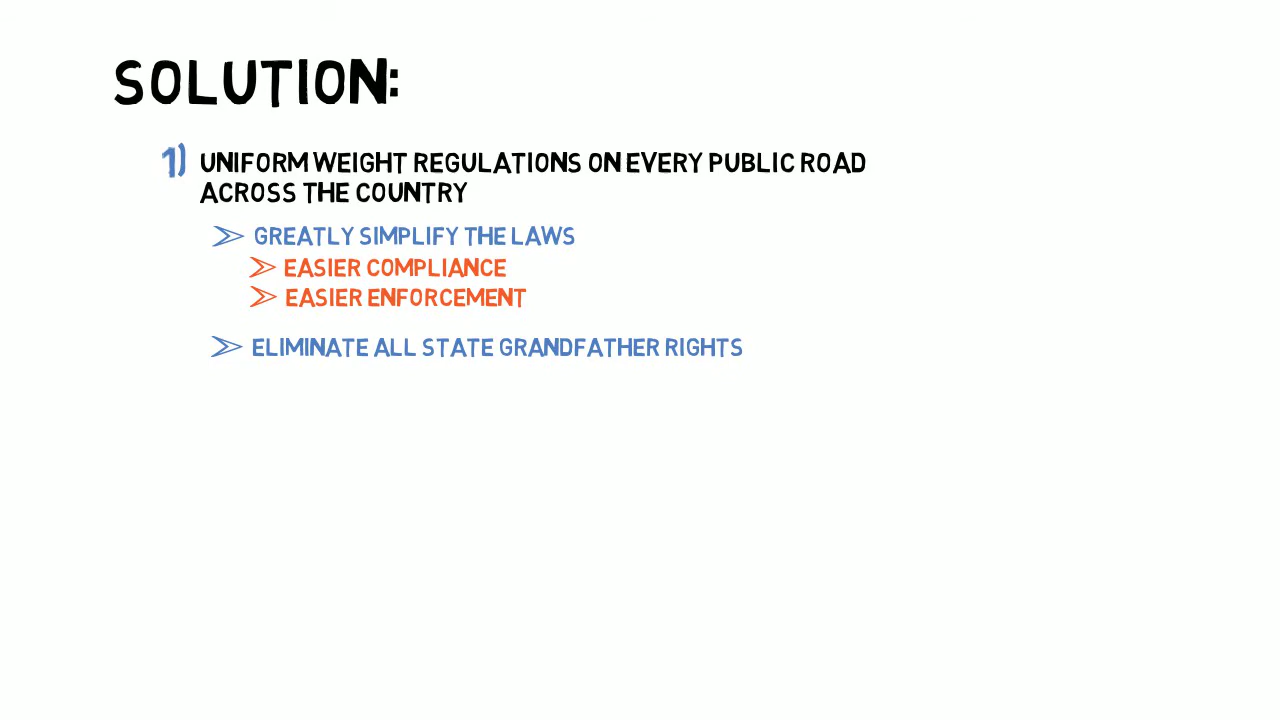 SOLUTION:
1) UNIFORM WEIGHT REGULATIONS ON EVERY PUBLIC ROAD
ACROSS THE COUNTRY
➢ GREATLY SIMPLIFY THE LAWS
➢ EASIER COMPLIANCE
➢ EASIER ENFORCEMENT
➢ ELIMINATE ALL STATE GRANDFATHER RIGHTS